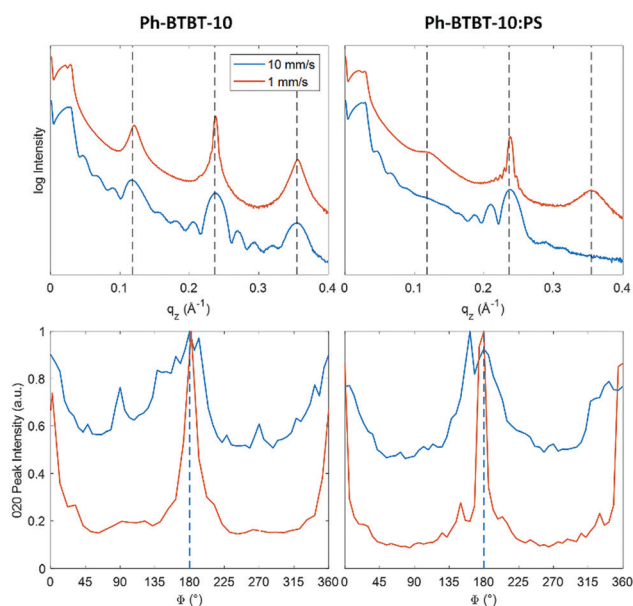 Ph-BTBT-10
Ph-BTBT-10:PS
10 mm/s
1 mm/s
log Intensity
0 0.1 0.2 0.3 0.4
0 0.1 0.2 0.3 0.4
q_z (Å⁻¹)
q_z (Å⁻¹)
020 Peak Intensity (a.u.)
1
0.8
0.6
0.4
0.2
0
0 45 90 135 180 225 270 315 360
0 45 90 135 180 225 270 315 360
Φ (°)
Φ (°)